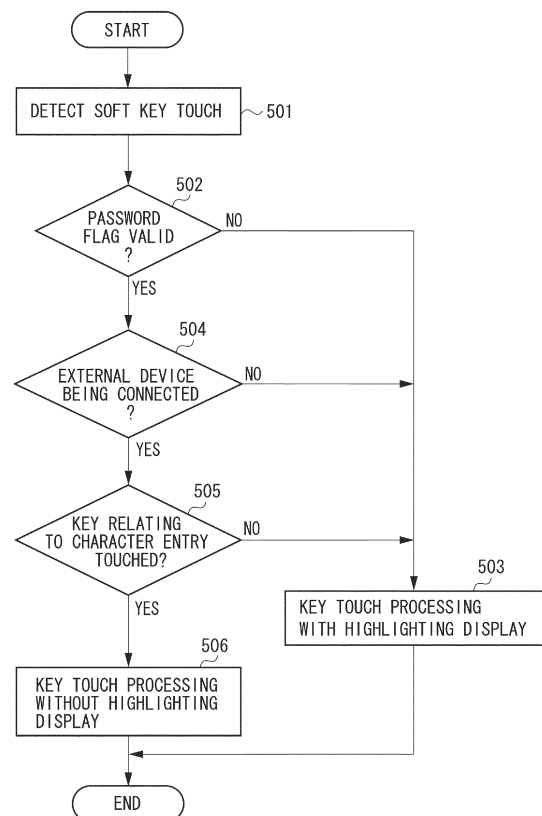 START
DETECT SOFT KEY TOUCH
501
502
PASSWORD
FLAG VALID
?
NO
YES
504
EXTERNAL DEVICE
BEING CONNECTED
?
NO
YES
505
KEY RELATING
TO CHARACTER ENTRY
TOUCHED?
NO
YES
503
KEY TOUCH PROCESSING
WITH HIGHLIGHTING DISPLAY
506
KEY TOUCH PROCESSING
WITHOUT HIGHLIGHTING
DISPLAY
END